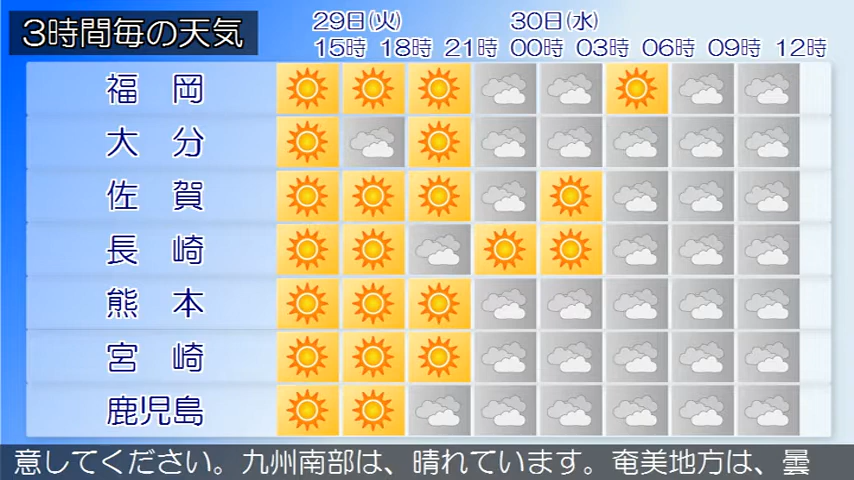 3時間毎の天気
29日(火) 30日(水)
15時 18時 21時 00時 03時 06時 09時 12時
福岡
大分
佐賀
長崎
熊本
宮崎
鹿児島
意してください。九州南部は、晴れています。奄美地方は、曇